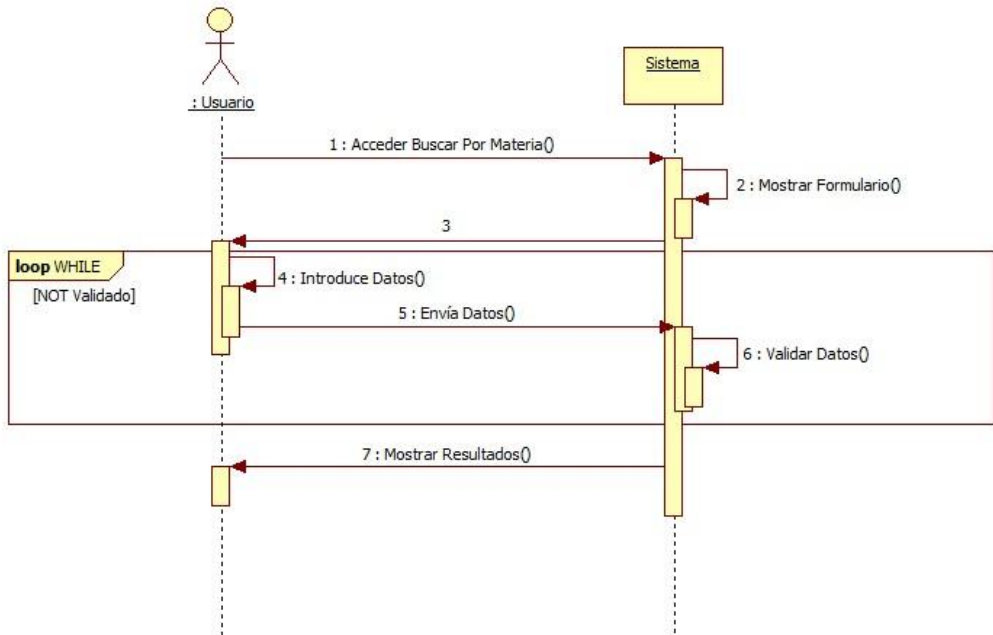 : Usuario
Sistema
1 : Acceder Buscar Por Materia()
2 : Mostrar Formulario()
3
loop WHILE
[NOT Validado]
4 : Introduce Datos()
5 : Envía Datos()
6 : Validar Datos()
7 : Mostrar Resultados()